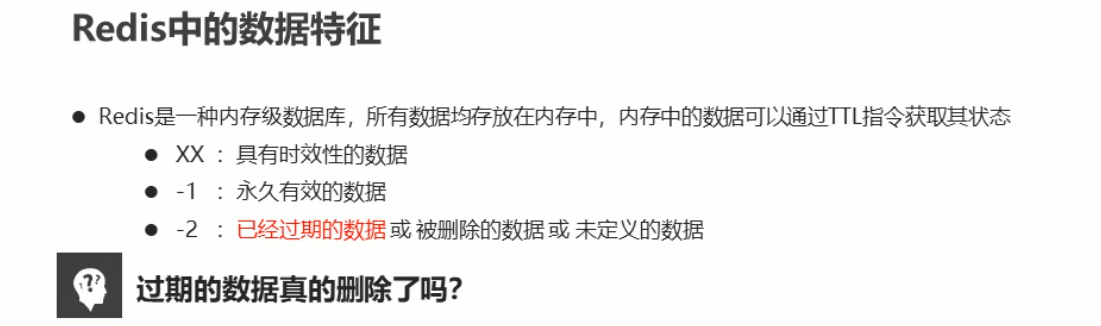 Redis中的数据特征
● Redis是一种内存级数据库，所有数据均存放在内存中，内存中的数据可以通过TTL指令获取其状态
● XX ：具有时效性的数据
● -1 ：永久有效的数据
● -2 ：已经过期的数据 或 被删除的数据 或 未定义的数据
??
过期的数据真的删除了吗？